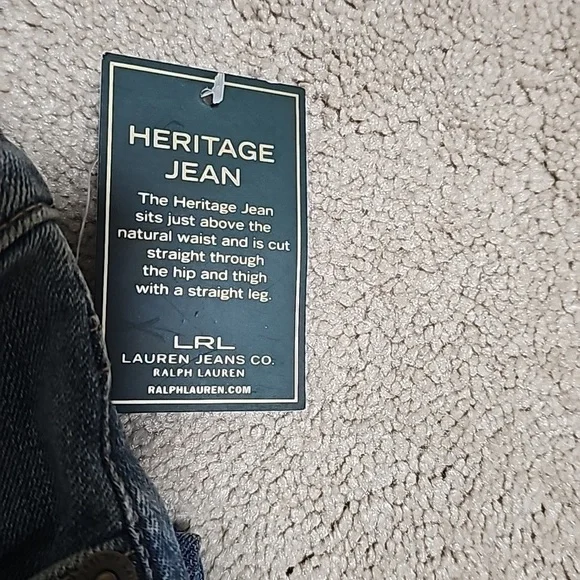 HERITAGE
JEAN
The Heritage Jean
sits just above the
natural waist and is cut
straight through
the hip and thigh
with a straight leg.
LRL
LAUREN JEANS CO.
RALPH LAUREN
RALPHLAUREN.COM